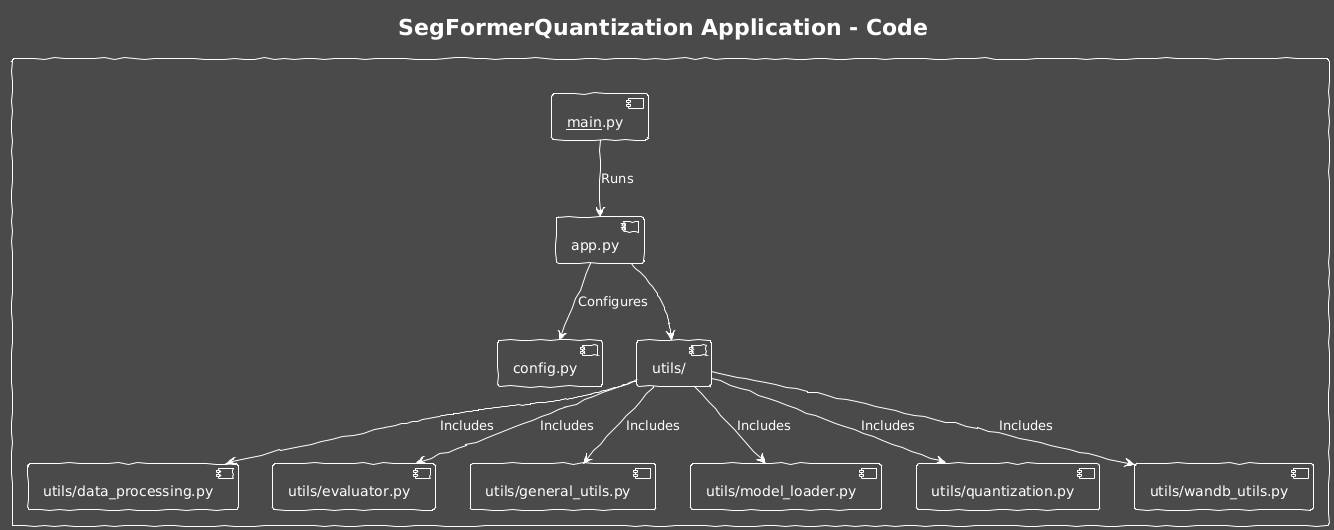 SegFormerQuantization Application - Code
main.py
Runs
app.py
Configures
config.py
utils/
Includes
Includes
Includes
Includes
Includes
Includes
utils/data_processing.py
utils/evaluator.py
utils/general_utils.py
utils/model_loader.py
utils/quantization.py
utils/wandb_utils.py